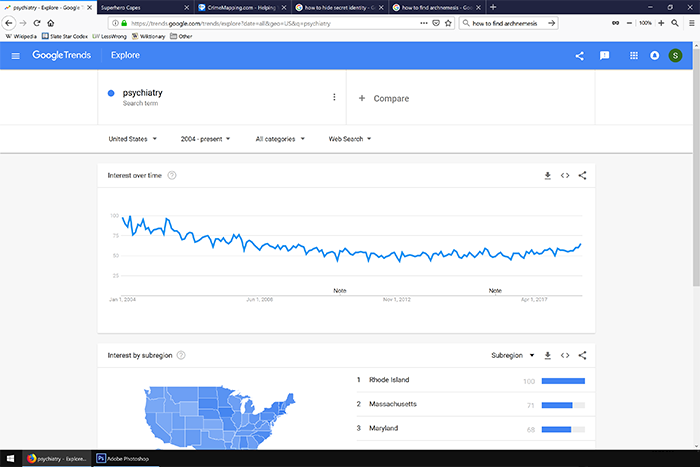 psychiatry - Explore - Google Tr
Superhero Capes
CrimeMapping.com - Helping Y
how to hide secret identity - G
how to find archnemesis - Goo
https://trends.google.com/trends/explore?date=all&geo=US&q=psychiatry
100%
how to find archnemesis
W Wikipedia
Slate Star Codex
LW LessWrong
W Wiktionary
Other
Google Trends
Explore
S
psychiatry
Search term
+ Compare
United States
2004 - present
All categories
Web Search
Interest over time
100
75
50
25
Note
Note
Jan 1, 2004
Jun 1, 2008
Nov 1, 2012
Apr 1, 2017
Interest by subregion
Subregion
1 Rhode Island 100
2 Massachusetts 71
3 Maryland 68
psychiatry - Explore...
Ps Adobe Photoshop